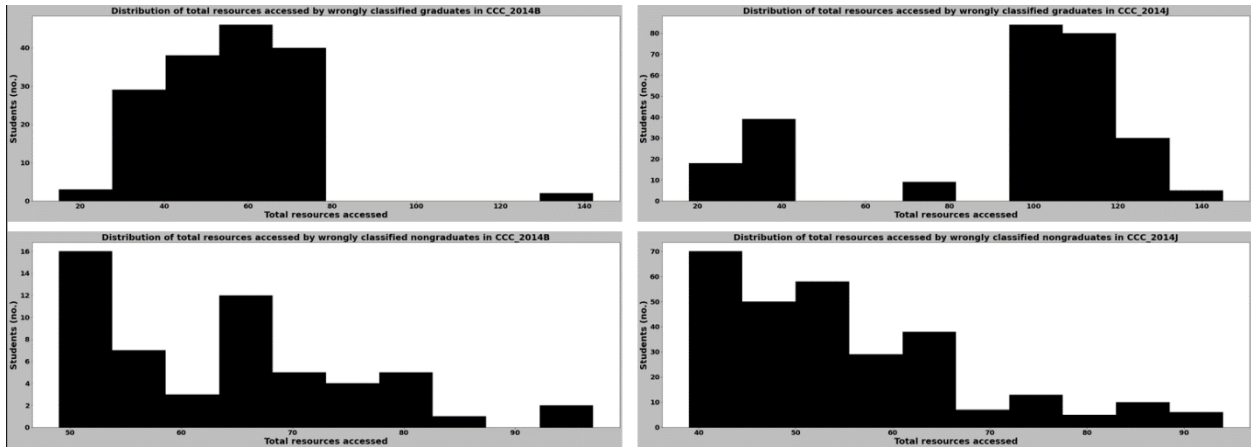 Distribution of total resources accessed by wrongly classified graduates in CCC_2014B
Students (no.)
40
30
20
10
0
20 40 60 80 100 120 140
Total resources accessed
Distribution of total resources accessed by wrongly classified graduates in CCC_2014J
Students (no.)
80
70
60
50
40
30
20
10
0
20 40 60 80 100 120 140
Total resources accessed
Distribution of total resources accessed by wrongly classified nongraduates in CCC_2014B
Students (no.)
16
14
12
10
8
6
4
2
0
50 60 70 80 90
Total resources accessed
Distribution of total resources accessed by wrongly classified nongraduates in CCC_2014J
Students (no.)
70
60
50
40
30
20
10
0
40 50 60 70 80 90
Total resources accessed